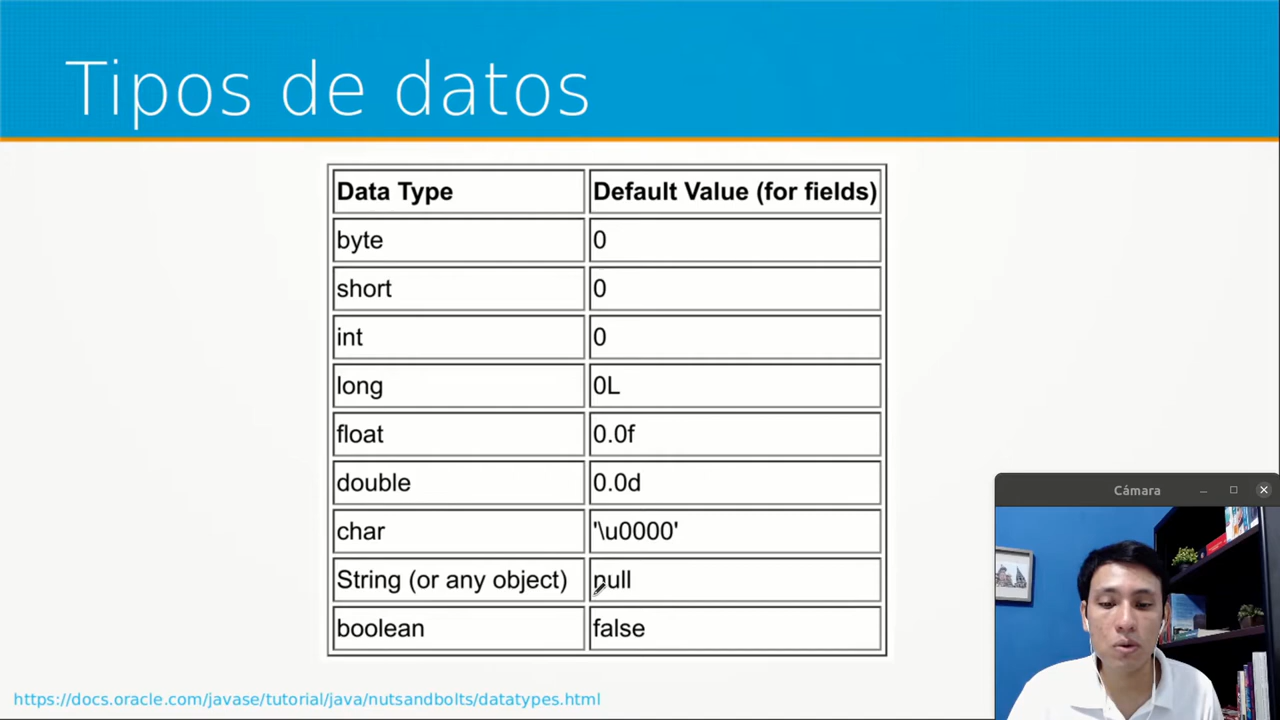 Tipos de datos
Data Type Default Value (for fields)
byte 0
short 0
int 0
long 0L
float 0.0f
double 0.0d
char '\u0000'
String (or any object) null
boolean false
https://docs.oracle.com/javase/tutorial/java/nutsandbolts/datatypes.html
Cámara